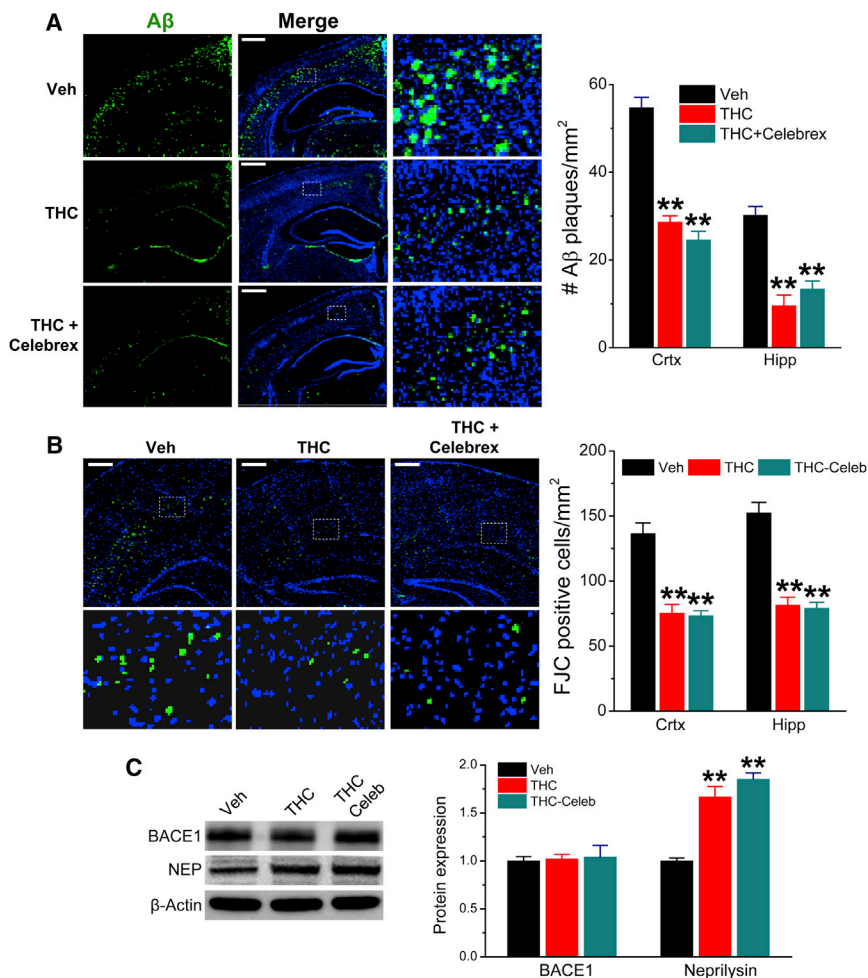 A
Aβ
Merge
Veh
THC
THC +
Celebrex
# Aβ plaques/mm²
60
40
20
0
Veh
THC
THC+Celebrex
** **
** **
Crtx
Hipp
B
Veh
THC
THC +
Celebrex
FJC positive cells/mm²
200
150
100
75
50
25
0
Veh
THC
THC-Celeb
** **
** **
Crtx
Hipp
C
Veh
THC
THC
Celeb
BACE1
NEP
β-Actin
Protein expression
2.0
1.5
1.0
0.5
0.0
Veh
THC
THC-Celeb
** **
BACE1
Neprilysin